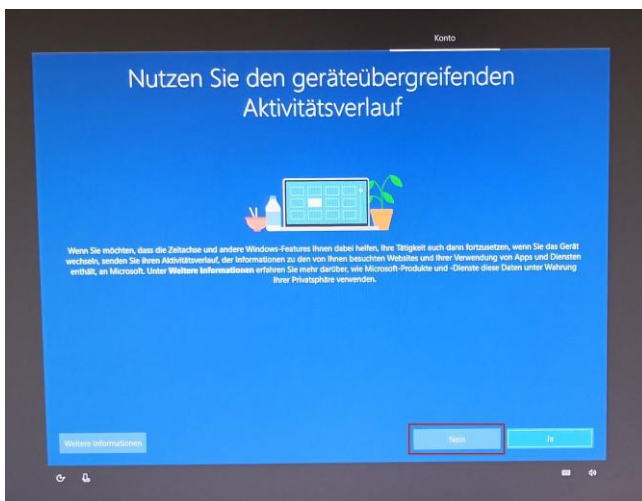 Konto
Nutzen Sie den geräteübergreifenden
Aktivitätsverlauf
Wenn Sie möchten, dass die Zeitachse und andere Windows-Features Ihnen dabei helfen, Ihre Tätigkeit auch dann fortzusetzen, wenn Sie das Gerät
wechseln, senden Sie Ihren Aktivitätsverlauf, der Informationen zu den von Ihnen besuchten Websites und Ihrer Verwendung von Apps und Diensten
enthält, an Microsoft. Unter Weitere Informationen erfahren Sie mehr darüber, wie Microsoft-Produkte und -Dienste diese Daten unter Wahrung
Ihrer Privatsphäre verwenden.
Weitere Informationen
Nein
Ja